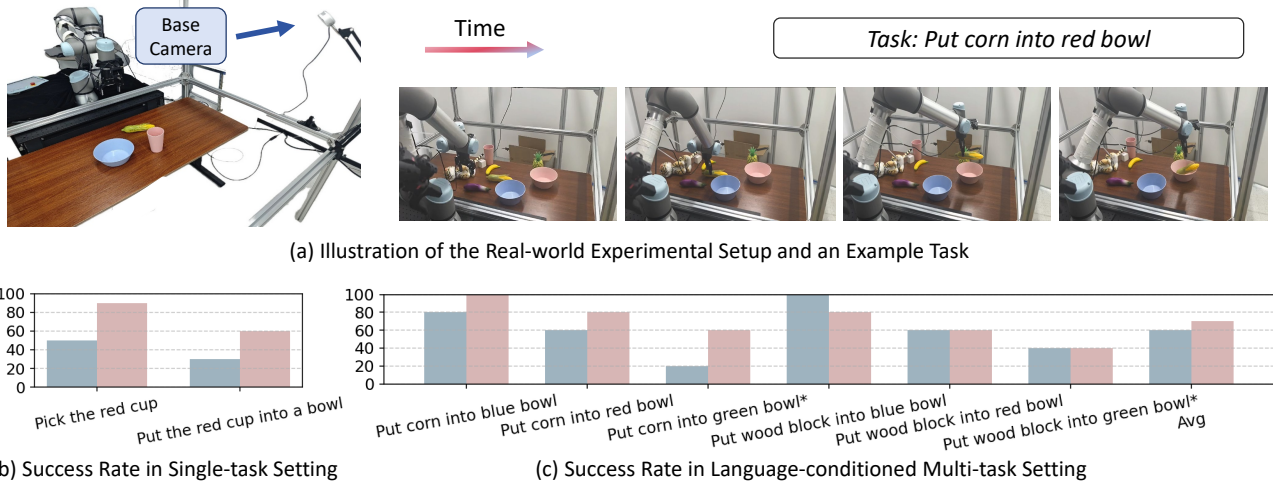 Base
Camera
Time
Task: Put corn into red bowl
(a) Illustration of the Real-world Experimental Setup and an Example Task
100
80
60
40
20
0
Pick the red cup
Put the red cup into a bowl
b) Success Rate in Single-task Setting
100
80
60
40
20
0
Put corn into blue bowl
Put corn into red bowl
Put corn into green bowl*
Put wood block into blue bowl
Put wood block into red bowl
Put wood block into green bowl*
Avg
(c) Success Rate in Language-conditioned Multi-task Setting